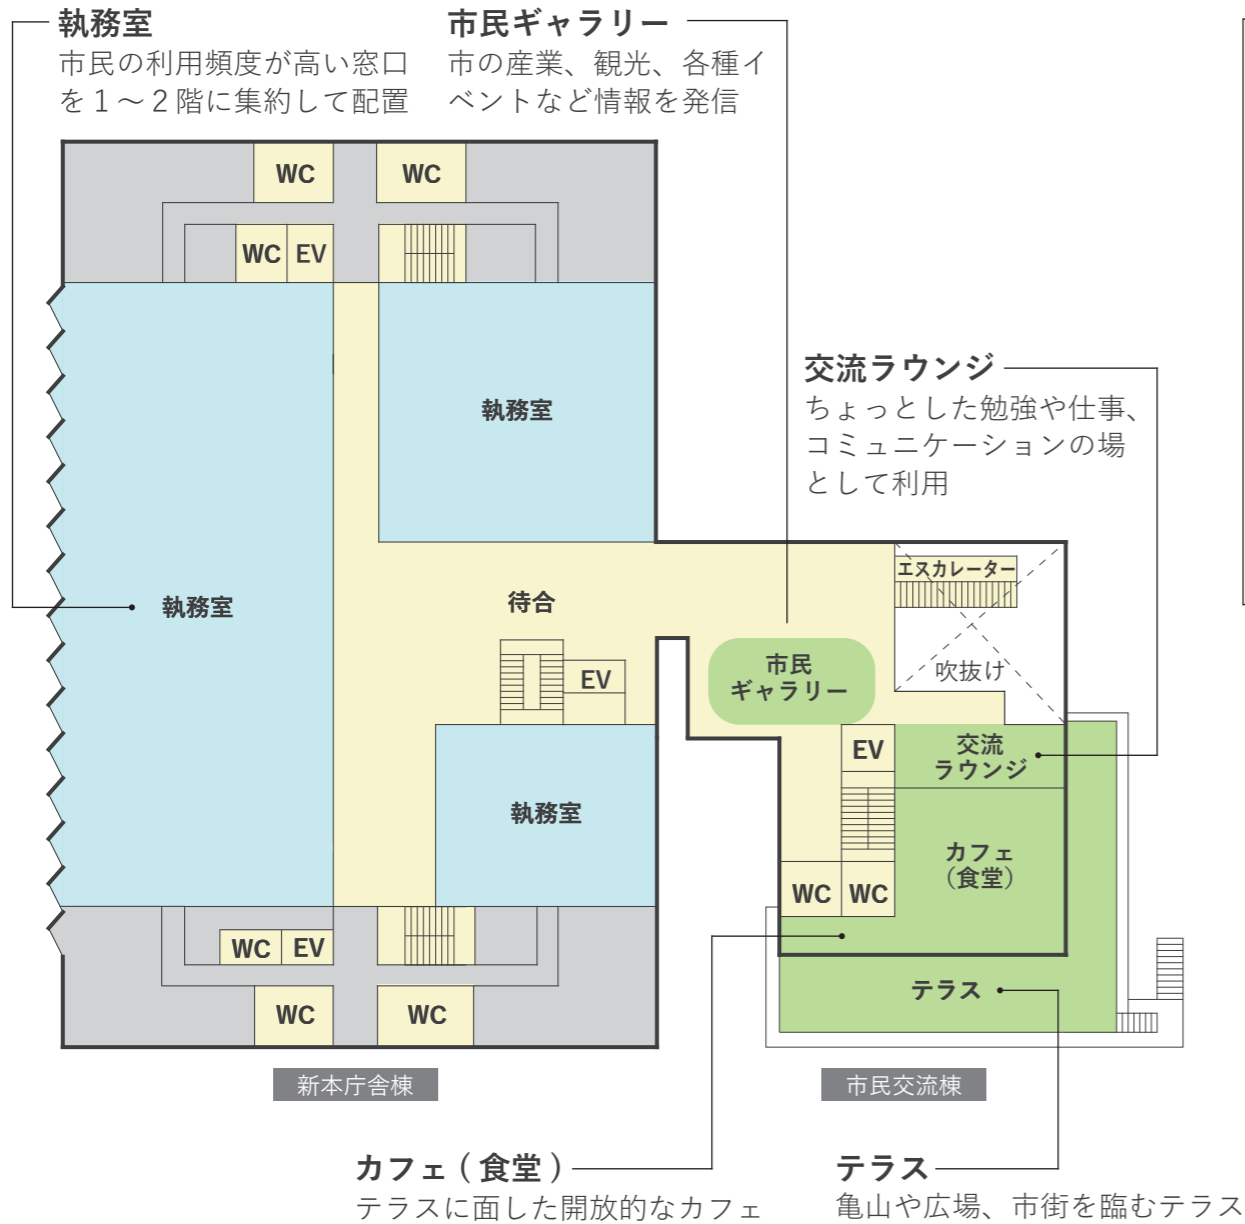 執務室
市民の利用頻度が高い窓口
を１～２階に集約して配置
市民ギャラリー
市の産業、観光、各種イ
ベントなど情報を発信
WC
WC
WC
EV
執務室
交流ラウンジ
ちょっとした勉強や仕事、
コミュニケーションの場
として利用
執務室
待合
エスカレーター
吹抜け
EV
市民
ギャラリー
EV
交流
ラウンジ
執務室
カフェ
（食堂）
WC
WC
WC
EV
テラス
WC
WC
新本庁舎棟
市民交流棟
カフェ ( 食堂 )
テラスに面した開放的なカフェ
テラス
亀山や広場、市街を臨むテラス